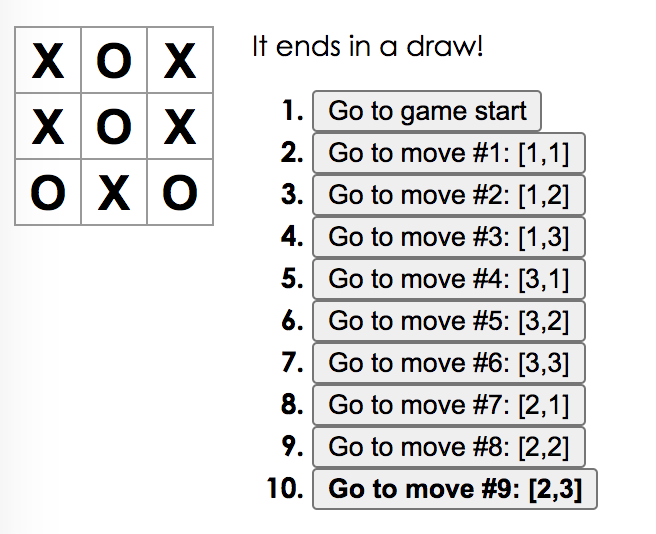 X O X
X O X
O X O
It ends in a draw!
1. Go to game start
2. Go to move #1: [1,1]
3. Go to move #2: [1,2]
4. Go to move #3: [1,3]
5. Go to move #4: [3,1]
6. Go to move #5: [3,2]
7. Go to move #6: [3,3]
8. Go to move #7: [2,1]
9. Go to move #8: [2,2]
10. Go to move #9: [2,3]